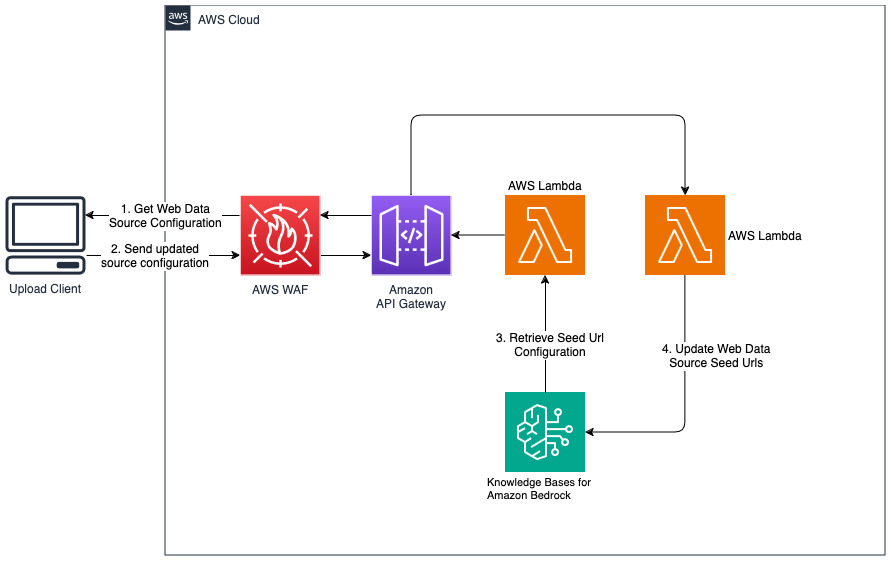 aws
AWS Cloud
AWS Lambda
1. Get Web Data
Source Configuration
2. Send updated
source configuration
</>
AWS Lambda
Upload Client
AWS WAF
Amazon
API Gateway
3. Retrieve Seed Url
Configuration
4. Update Web Data
Source Seed Urls
Knowledge Bases for
Amazon Bedrock